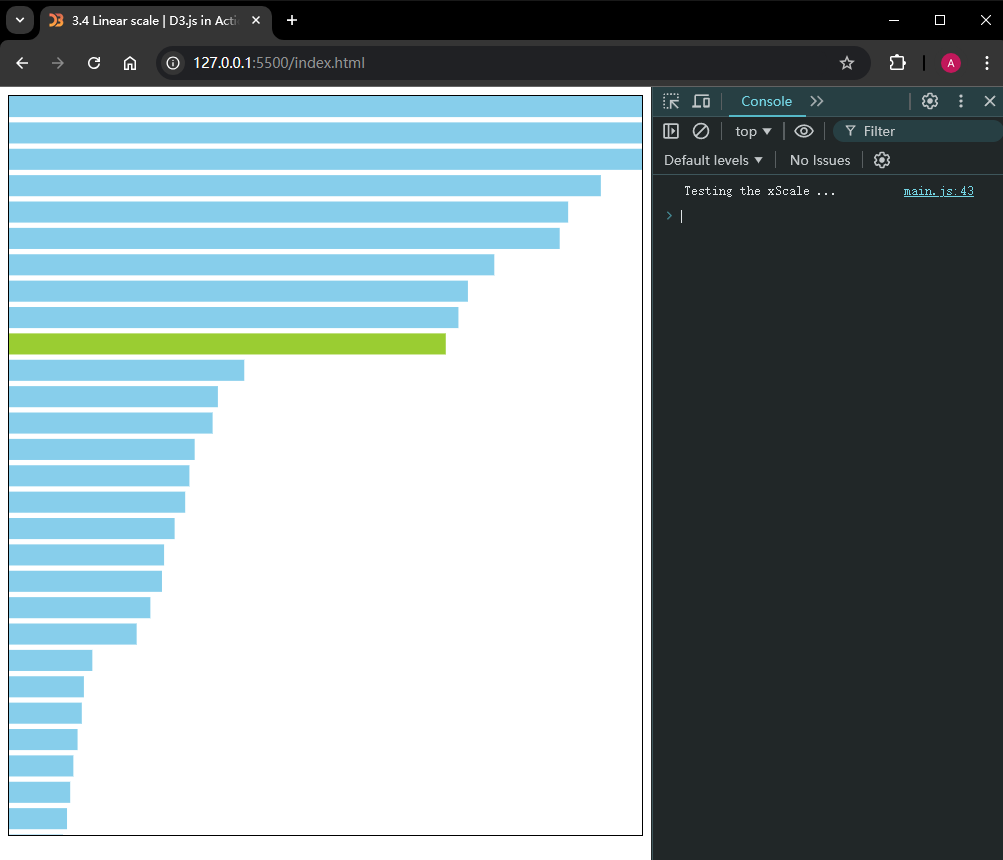 3.4 Linear scale | D3.js in Acti
127.0.0.1:5500/index.html
A
Console
top
Filter
Default levels
No Issues
Testing the xScale ...
main.js:43